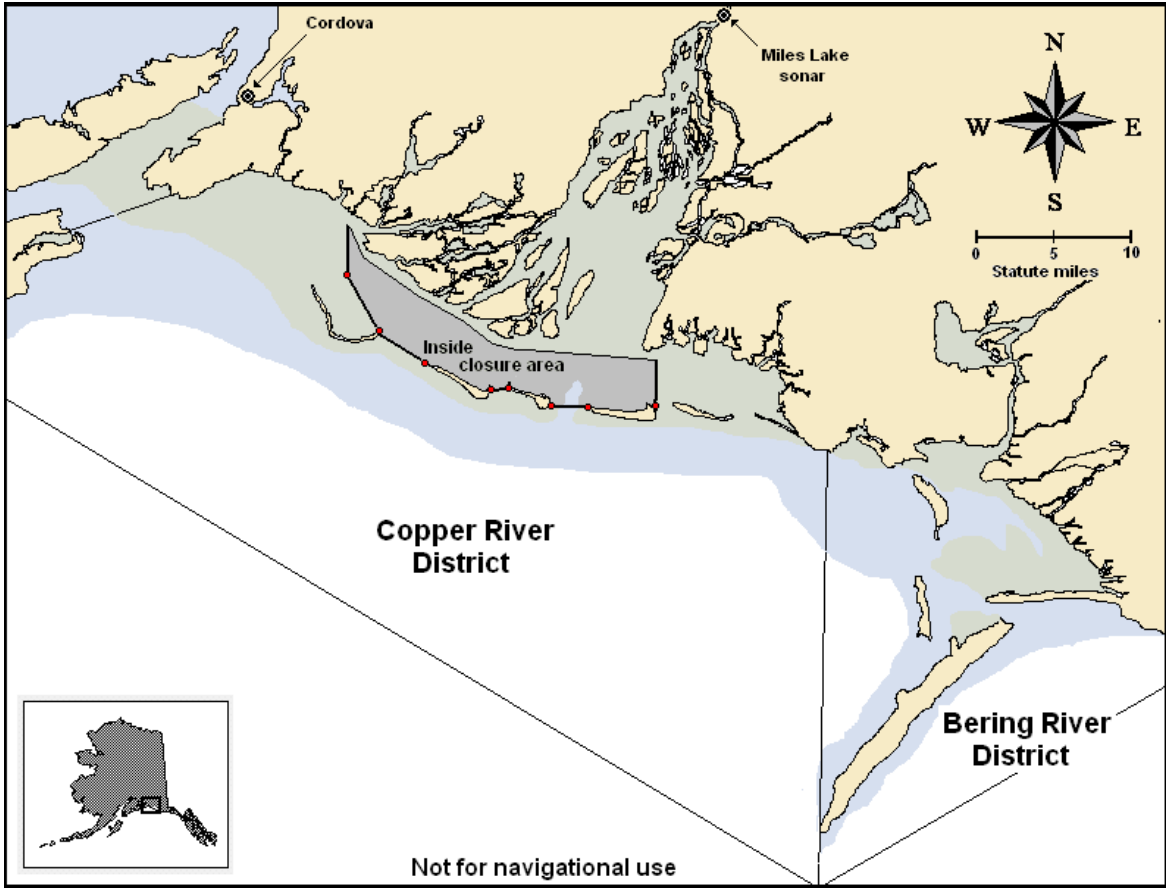 Cordova
Miles Lake
sonar
N
W
E
S
0 5 10
Statute miles
Inside
closure area
Copper River
District
Bering River
District
Not for navigational use